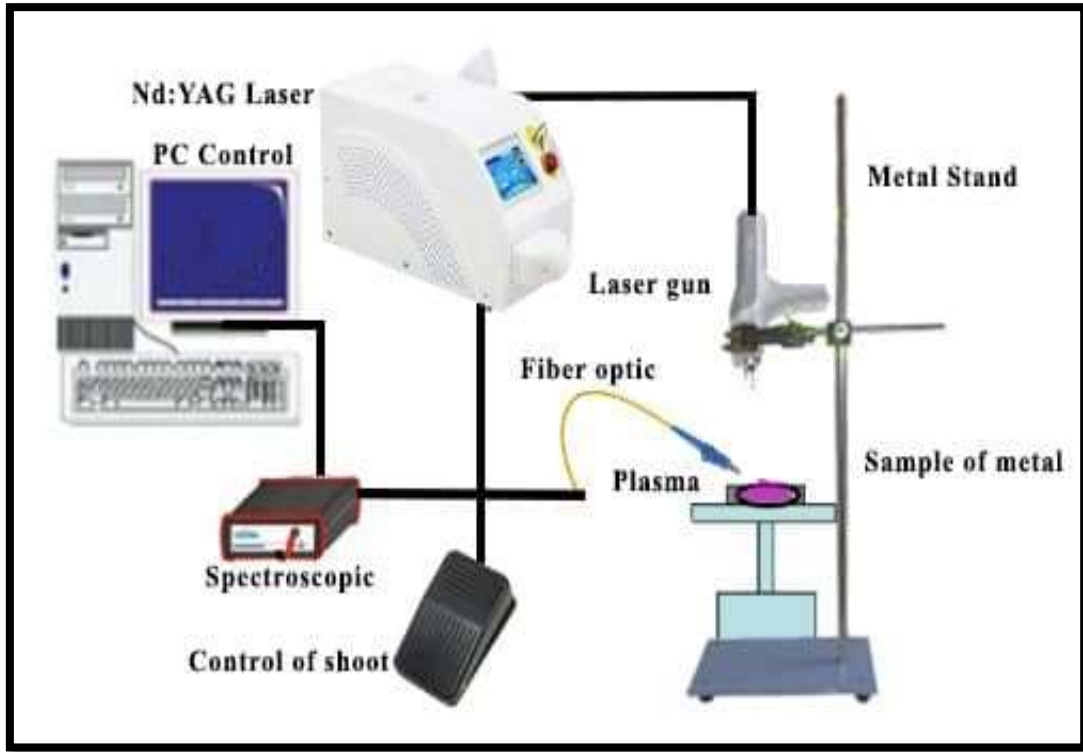 Nd:YAG Laser
PC Control
Metal Stand
Laser gun
Fiber optic
Plasma
Sample of metal
Spectroscopic
Control of shoot